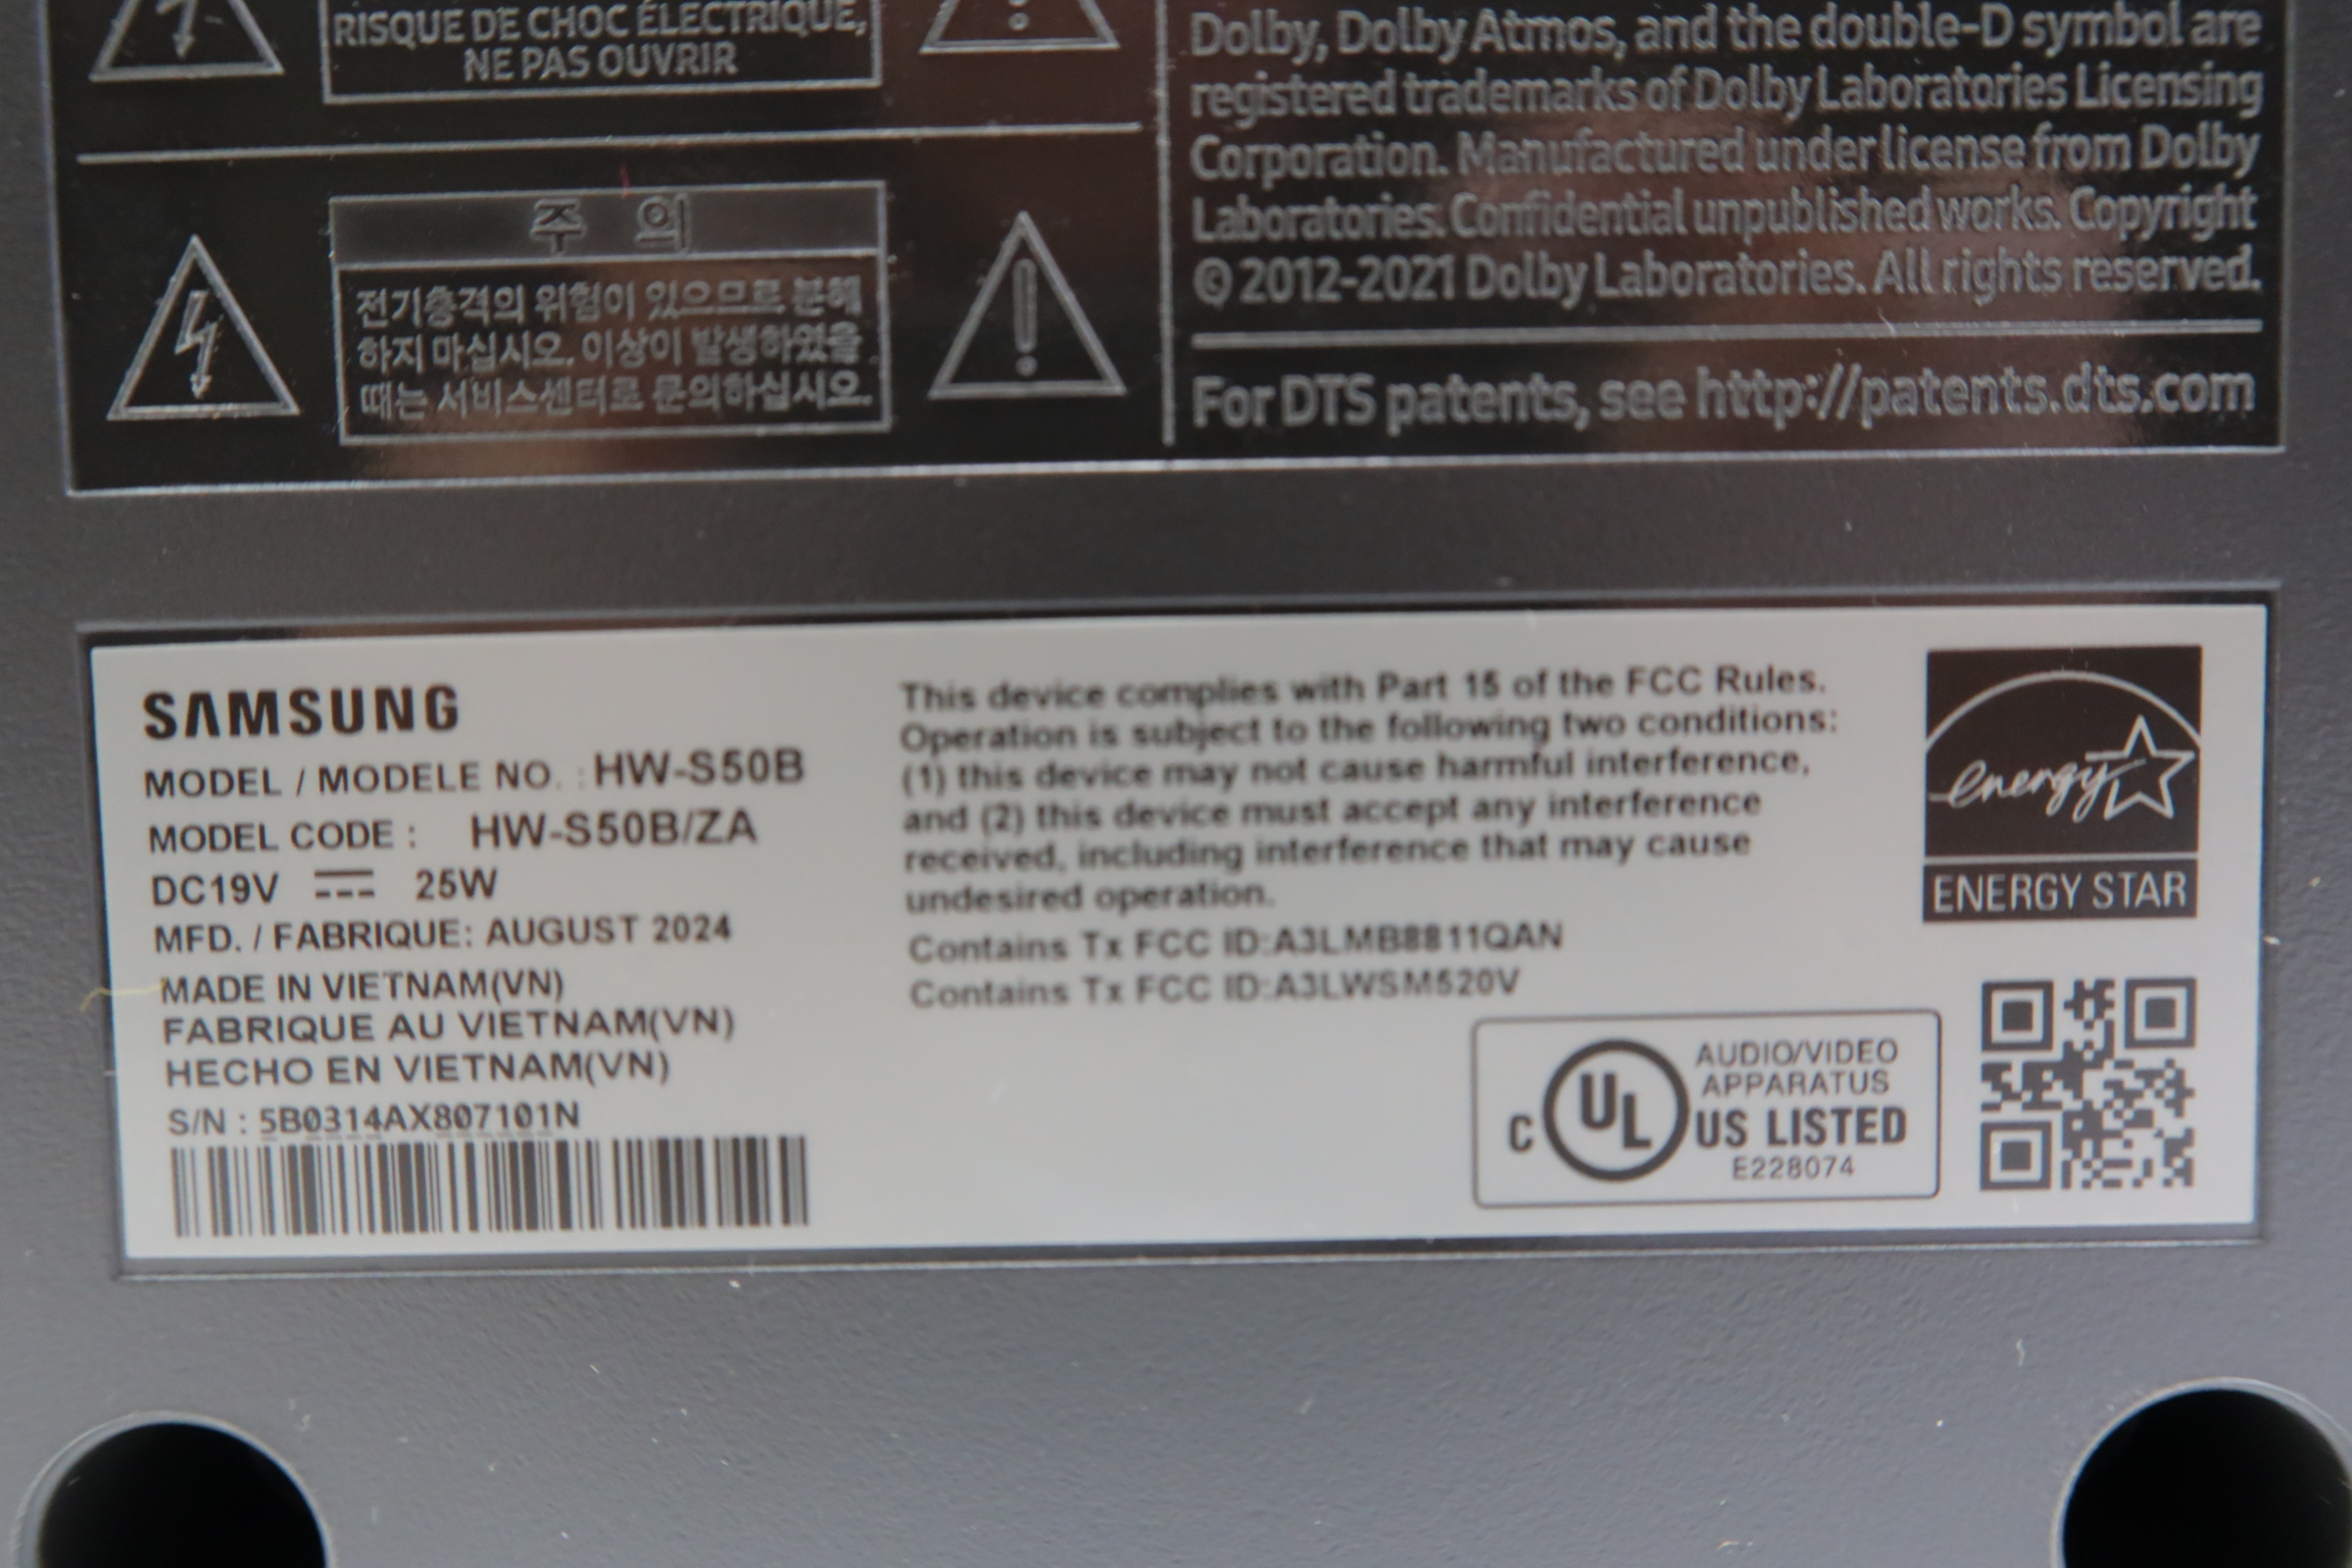 RISQUE DE CHOC ÉLECTRIQUE,
NE PAS OUVRIR
주 의
전기충격의 위험이 있으므로 분해
하지 마십시오. 이상이 발생하였을
때는 서비스센터로 문의하십시오.
Dolby, Dolby Atmos, and the double-D symbol are
registered trademarks of Dolby Laboratories Licensing
Corporation. Manufactured under license from Dolby
Laboratories. Confidential unpublished works. Copyright
© 2012-2021 Dolby Laboratories. All rights reserved.
For DTS patents, see http://patents.dts.com
SAMSUNG
MODEL / MODELE NO. : HW-S50B
MODEL CODE : HW-S50B/ZA
DC19V ⎓ 25W
MFD. / FABRIQUE: AUGUST 2024
MADE IN VIETNAM(VN)
FABRIQUE AU VIETNAM(VN)
HECHO EN VIETNAM(VN)
S/N : 5B0314AX807101N
This device complies with Part 15 of the FCC Rules.
Operation is subject to the following two conditions:
(1) this device may not cause harmful interference,
and (2) this device must accept any interference
received, including interference that may cause
undesired operation.
Contains Tx FCC ID:A3LMB8811QAN
Contains Tx FCC ID:A3LWSM520V
energy
ENERGY STAR
C UL
AUDIO/VIDEO
APPARATUS
US LISTED
E228074